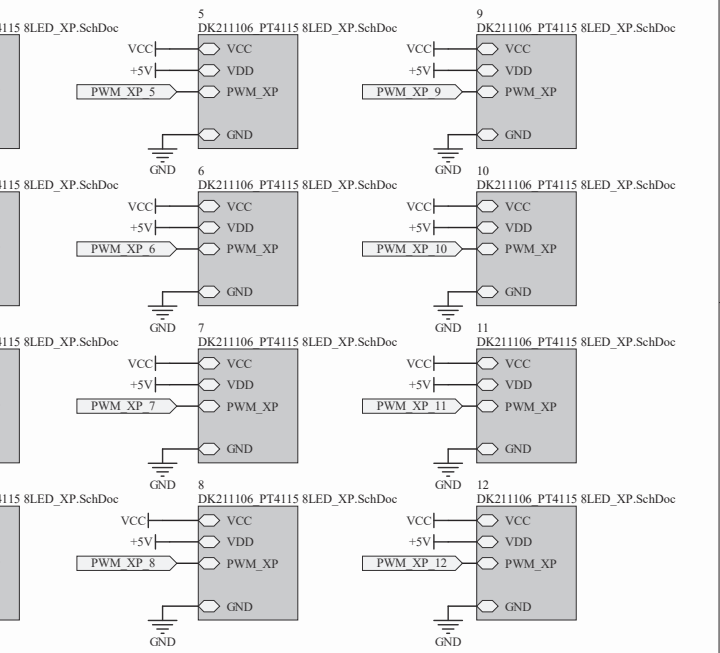 5
DK211106_PT4115 8LED_XP.SchDoc
VCC VCC
+5V VDD
PWM_XP_5 PWM_XP
GND
GND
9
DK211106_PT4115 8LED_XP.SchDoc
VCC VCC
+5V VDD
PWM_XP_9 PWM_XP
GND
GND
4115 8LED_XP.SchDoc
6
DK211106_PT4115 8LED_XP.SchDoc
VCC VCC
+5V VDD
PWM_XP_6 PWM_XP
GND
GND
10
DK211106_PT4115 8LED_XP.SchDoc
VCC VCC
+5V VDD
PWM_XP_10 PWM_XP
GND
GND
4115 8LED_XP.SchDoc
7
DK211106_PT4115 8LED_XP.SchDoc
VCC VCC
+5V VDD
PWM_XP_7 PWM_XP
GND
GND
11
DK211106_PT4115 8LED_XP.SchDoc
VCC VCC
+5V VDD
PWM_XP_11 PWM_XP
GND
GND
4115 8LED_XP.SchDoc
8
DK211106_PT4115 8LED_XP.SchDoc
VCC VCC
+5V VDD
PWM_XP_8 PWM_XP
GND
GND
12
DK211106_PT4115 8LED_XP.SchDoc
VCC VCC
+5V VDD
PWM_XP_12 PWM_XP
GND
GND
4115 8LED_XP.SchDoc